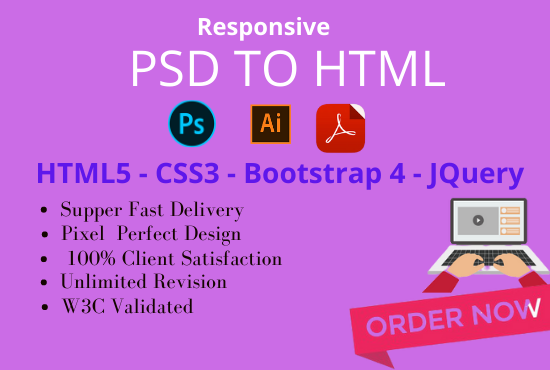 Responsive
PSD TO HTML
Ps Ai
HTML5 - CSS3 - Bootstrap 4 - JQuery
• Supper Fast Delivery
• Pixel Perfect Design
• 100% Client Satisfaction
• Unlimited Revision
• W3C Validated
ORDER NOW